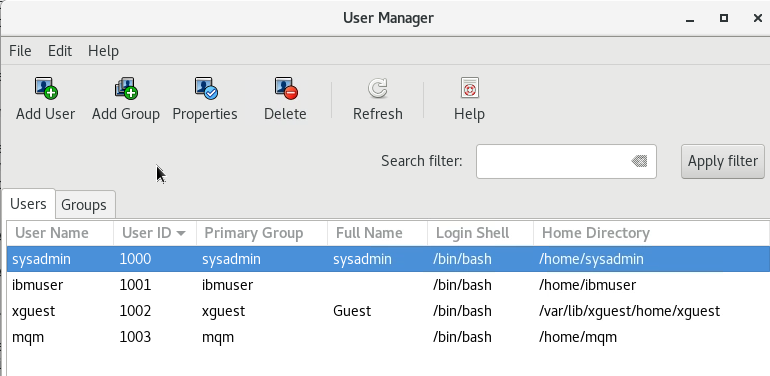 User Manager
File Edit Help
Add User Add Group Properties Delete Refresh Help
Search filter: Apply filter
Users Groups
User Name User ID Primary Group Full Name Login Shell Home Directory
sysadmin 1000 sysadmin sysadmin /bin/bash /home/sysadmin
ibmuser 1001 ibmuser /bin/bash /home/ibmuser
xguest 1002 xguest Guest /bin/bash /var/lib/xguest/home/xguest
mqm 1003 mqm /bin/bash /home/mqm